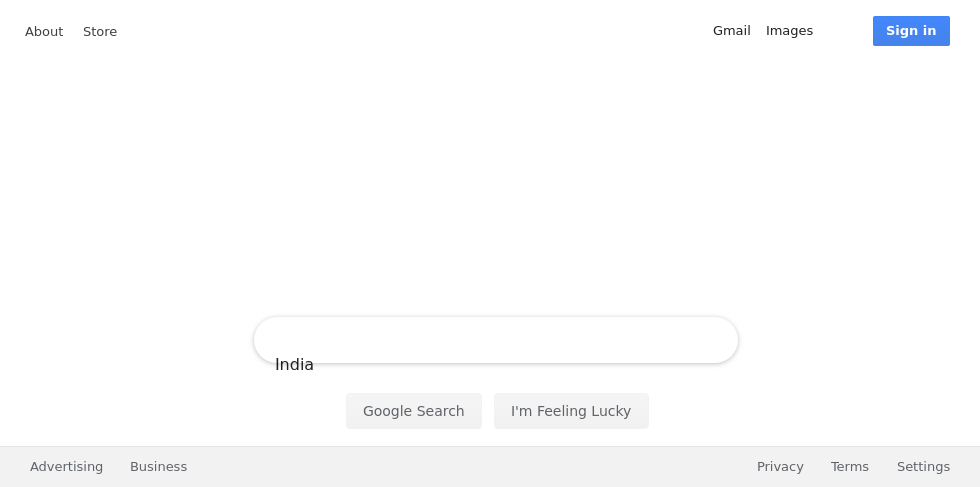 About Store Gmail Images Sign in
India
Google Search I'm Feeling Lucky
Advertising Business Privacy Terms Settings